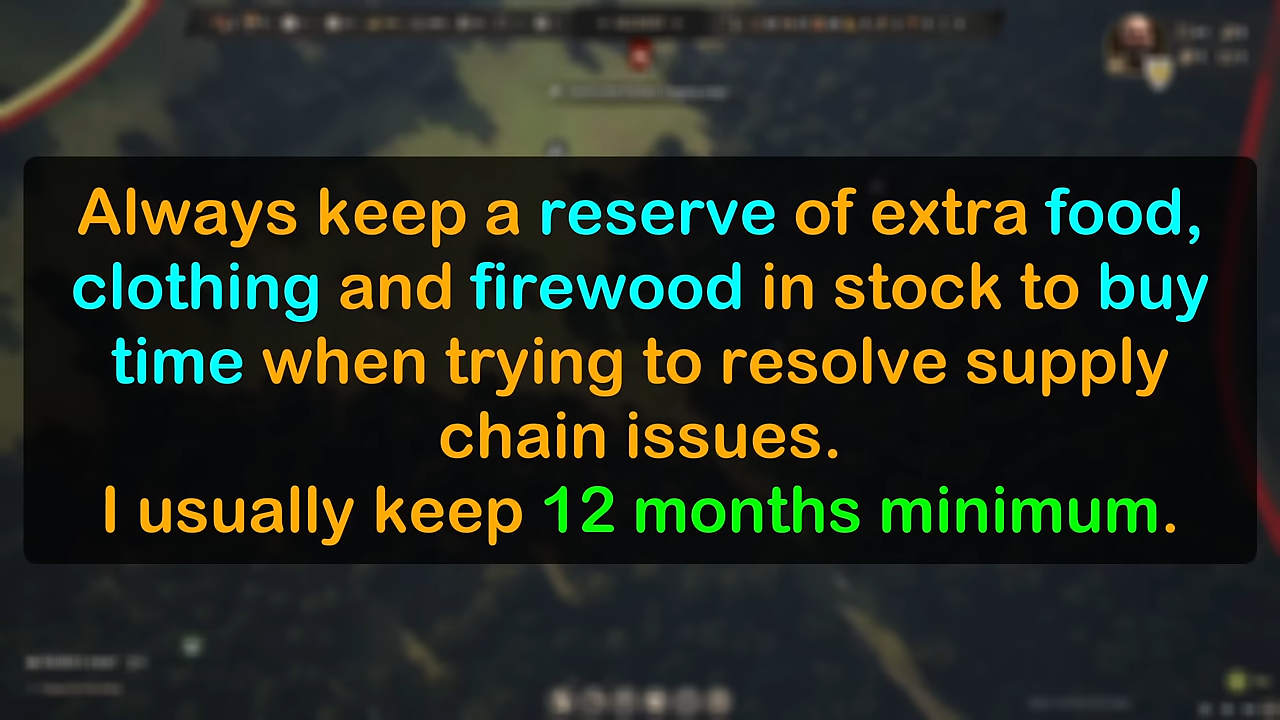 Always keep a reserve of extra food,
clothing and firewood in stock to buy
time when trying to resolve supply
chain issues.
I usually keep 12 months minimum.